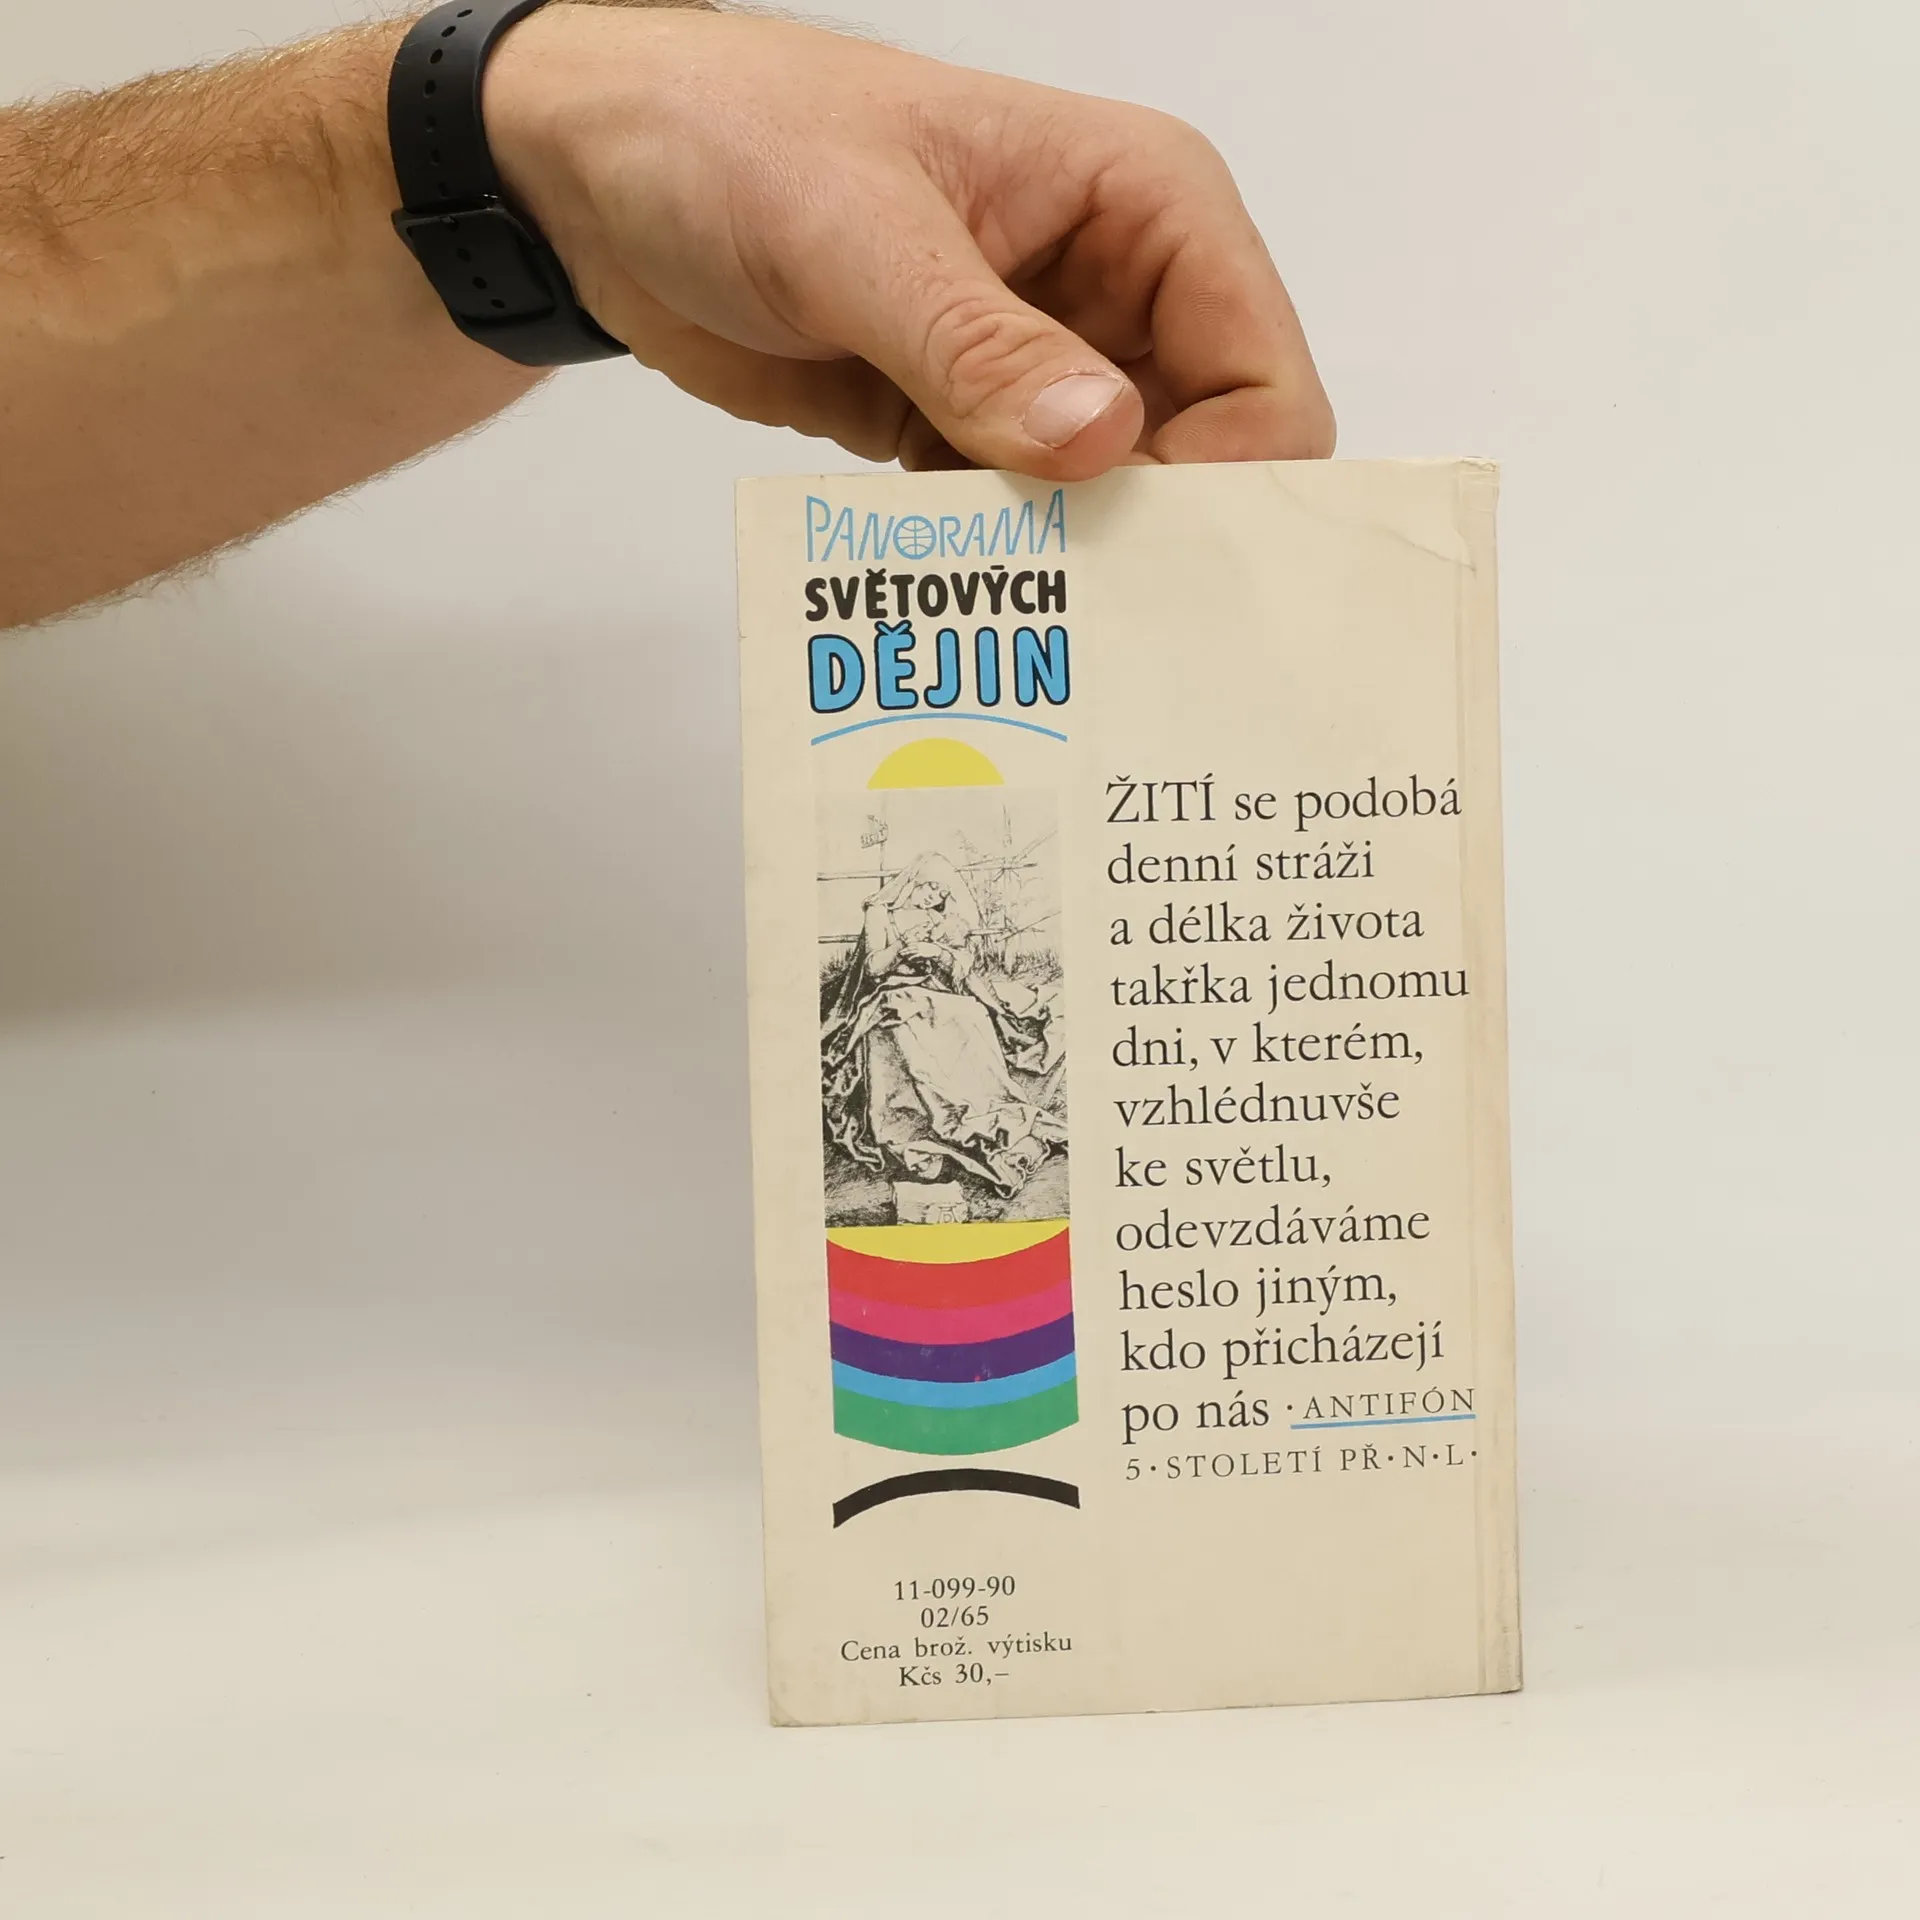 PANORAMA
SVĚTOVÝCH
DĚJIN
ŽITÍ se podobá
denní stráži
a délka života
takřka jednomu
dni, v kterém,
vzhlédnuvše
ke světlu,
odevzdáváme
heslo jiným,
kdo přicházejí
po nás · ANTIFÓN
5 · STOLETÍ PŘ · N · L ·
11-099-90
02/65
Cena brož. výtisku
Kčs 30,–